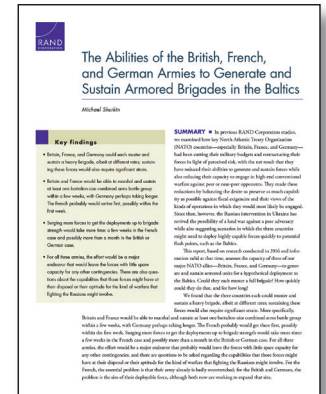 RAND
CORPORATION
The Abilities of the British, French,
and German Armies to Generate and
Sustain Armored Brigades in the Baltics
Michael Shurkin
Key findings
• Britain, France, and Germany could each muster and
sustain a heavy brigade, albeit at different rates; sustain-
ing these forces would also require significant strain.
• Britain and France would be able to marshal and sustain
at least one battalion-size combined arms battle group
within a few weeks, with Germany perhaps taking longer.
The French probably would arrive first, possibly within the
first week.
• Surging more forces to get the deployments up to brigade
strength would take more time: a few weeks in the French
case and possibly more than a month in the British or
German case.
• For all three armies, the effort would be a major
endeavor that would leave the forces with little spare
capacity for any other contingencies. There are also ques-
tions about the capabilities that those forces might have at
their disposal or their aptitude for the kind of warfare that
fighting the Russians might involve.
SUMMARY ■ In previous RAND Corporation studies,
we examined how key North Atlantic Treaty Organization
(NATO) countries—especially Britain, France, and Germany—
had been cutting their military budgets and restructuring their
forces in light of perceived risk, with the net result that they
have reduced their abilities to generate and sustain forces while
also reducing their capacity to engage in high-end conventional
warfare against peer or near-peer opponents. They made these
reductions by balancing the desire to preserve as much capabil-
ity as possible against fiscal exigencies and their views of the
kinds of operations in which they would most likely be engaged.
Since then, however, the Russian intervention in Ukraine has
revived the possibility of a land war against a peer adversary
while also suggesting scenarios in which the three countries
might need to deploy highly capable forces quickly to potential
flash points, such as the Baltics.
This report, based on research conducted in 2016 and infor-
mation valid at that time, assesses the capacity of three of our
major NATO allies—Britain, France, and Germany—to gener-
ate and sustain armored units for a hypothetical deployment to
the Baltics. Could they each muster a full brigade? How quickly
could they do that, and for how long?
We found that the three countries each could muster and
sustain a heavy brigade, albeit at different rates; sustaining these
forces would also require significant strain. More specifically,
Britain and France would be able to marshal and sustain at least one battalion-size combined arms battle group
within a few weeks, with Germany perhaps taking longer. The French probably would get there first, possibly
within the first week. Surging more forces to get the deployments up to brigade strength would take more time:
a few weeks in the French case and possibly more than a month in the British or German case. For all three
armies, the effort would be a major endeavor that probably would leave the forces with little spare capacity for
any other contingencies, and there are questions to be asked regarding the capabilities that those forces might
have at their disposal or their aptitude for the kind of warfare that fighting the Russians might involve. For the
French, the essential problem is that their army already is badly overstretched; for the British and Germans, the
problem is the size of their deployable force, although both now are working to expand that size.